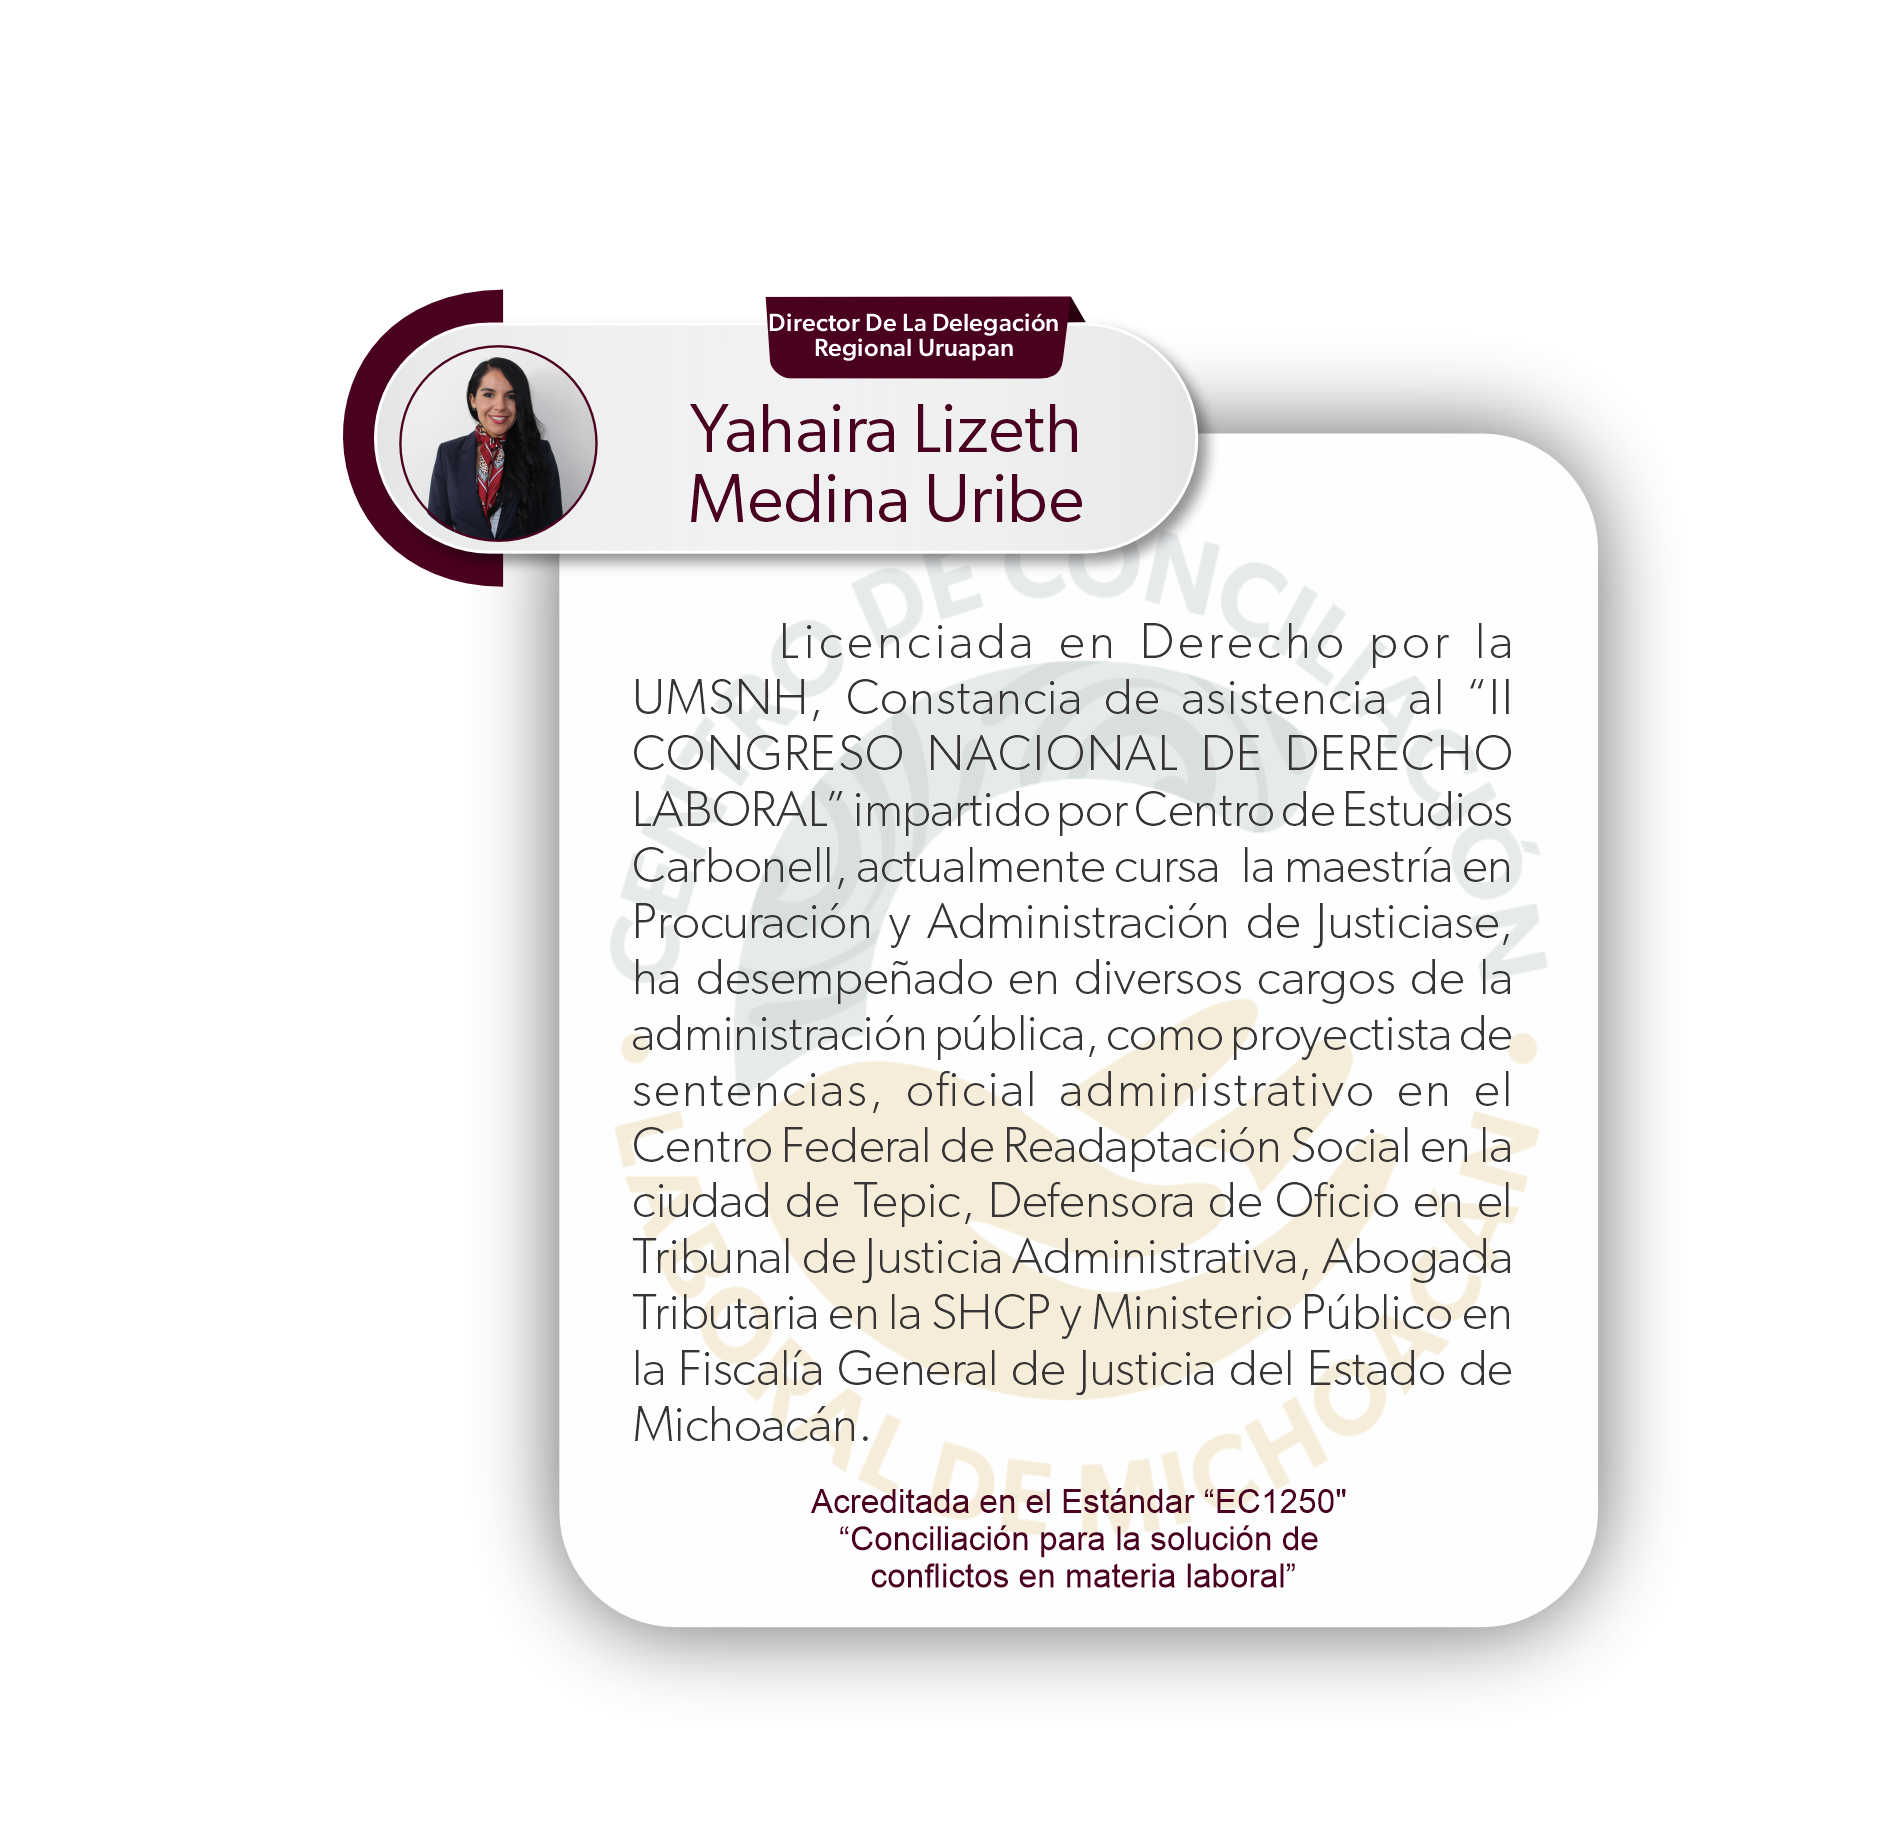 Director De La Delegación
Regional Uruapan
Yahaira Lizeth
Medina Uribe
CENTRO DE CONCILIACIÓN
Licenciada en Derecho por la
UMSNH, Constancia de asistencia al “II
CONGRESO NACIONAL DE DERECHO
LABORAL” impartido por Centro de Estudios
Carbonell, actualmente cursa la maestría en
Procuración y Administración de Justiciase,
ha desempeñado en diversos cargos de la
administración pública, como proyectista de
sentencias, oficial administrativo en el
Centro Federal de Readaptación Social en la
ciudad de Tepic, Defensora de Oficio en el
Tribunal de Justicia Administrativa, Abogada
Tributaria en la SHCP y Ministerio Público en
la Fiscalía General de Justicia del Estado de
Michoacán.
• LABORAL DE MICHOACÁN •
Acreditada en el Estándar “EC1250"
“Conciliación para la solución de
conflictos en materia laboral”